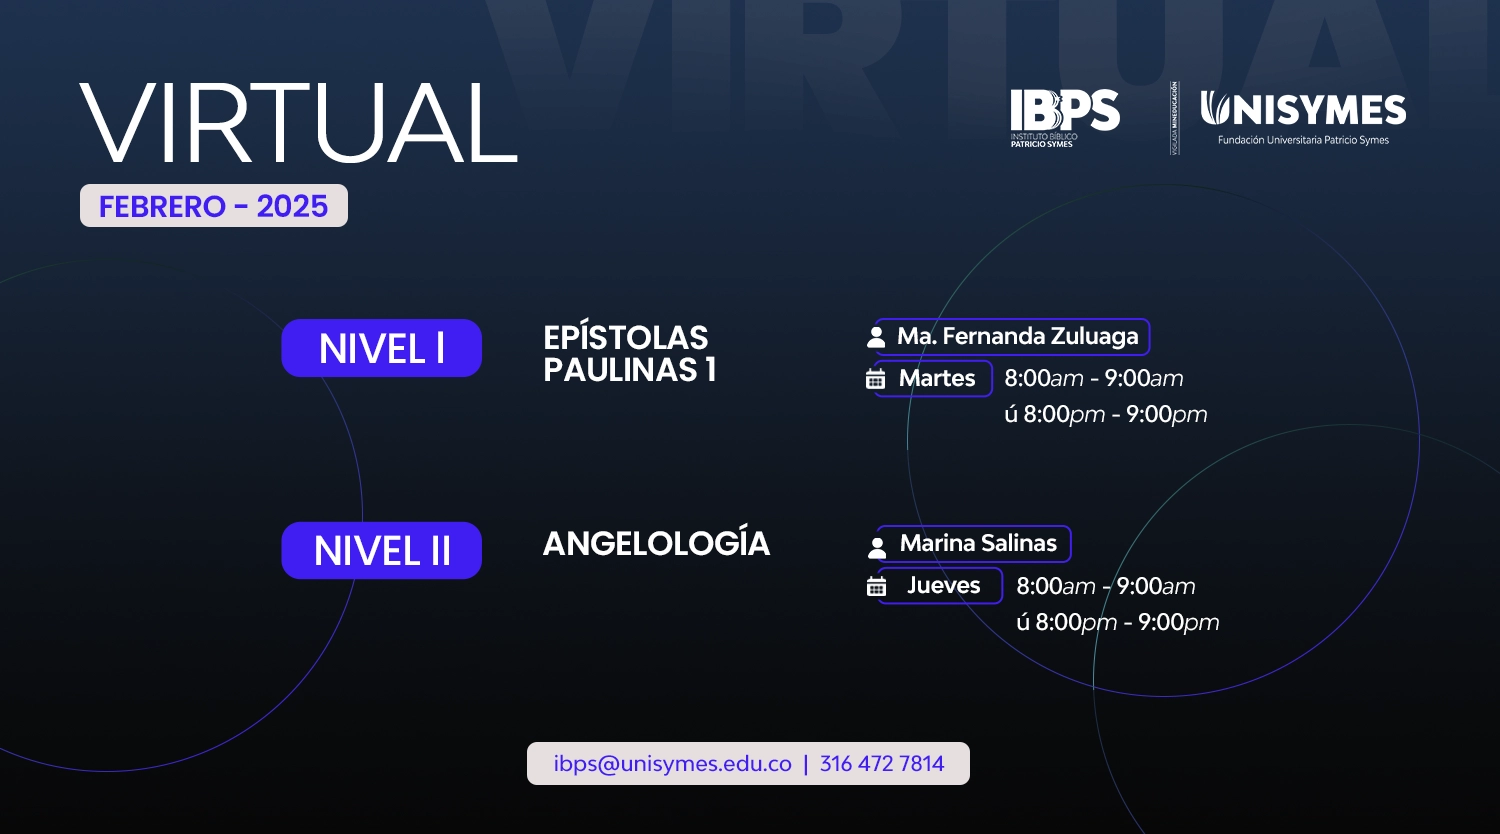 VIRTUAL
VIRTUAL
FEBRERO - 2025
IBPS
INSTITUTO BÍBLICO
PATRICIO SYMES
VIGILADA MINEDUCACIÓN
UNISYMES
Fundación Universitaria Patricio Symes
NIVEL I
EPÍSTOLAS
PAULINAS 1
Ma. Fernanda Zuluaga
Martes 8:00am - 9:00am
ú 8:00pm - 9:00pm
NIVEL II
ANGELOLOGÍA
Marina Salinas
Jueves 8:00am - 9:00am
ú 8:00pm - 9:00pm
ibps@unisymes.edu.co | 316 472 7814